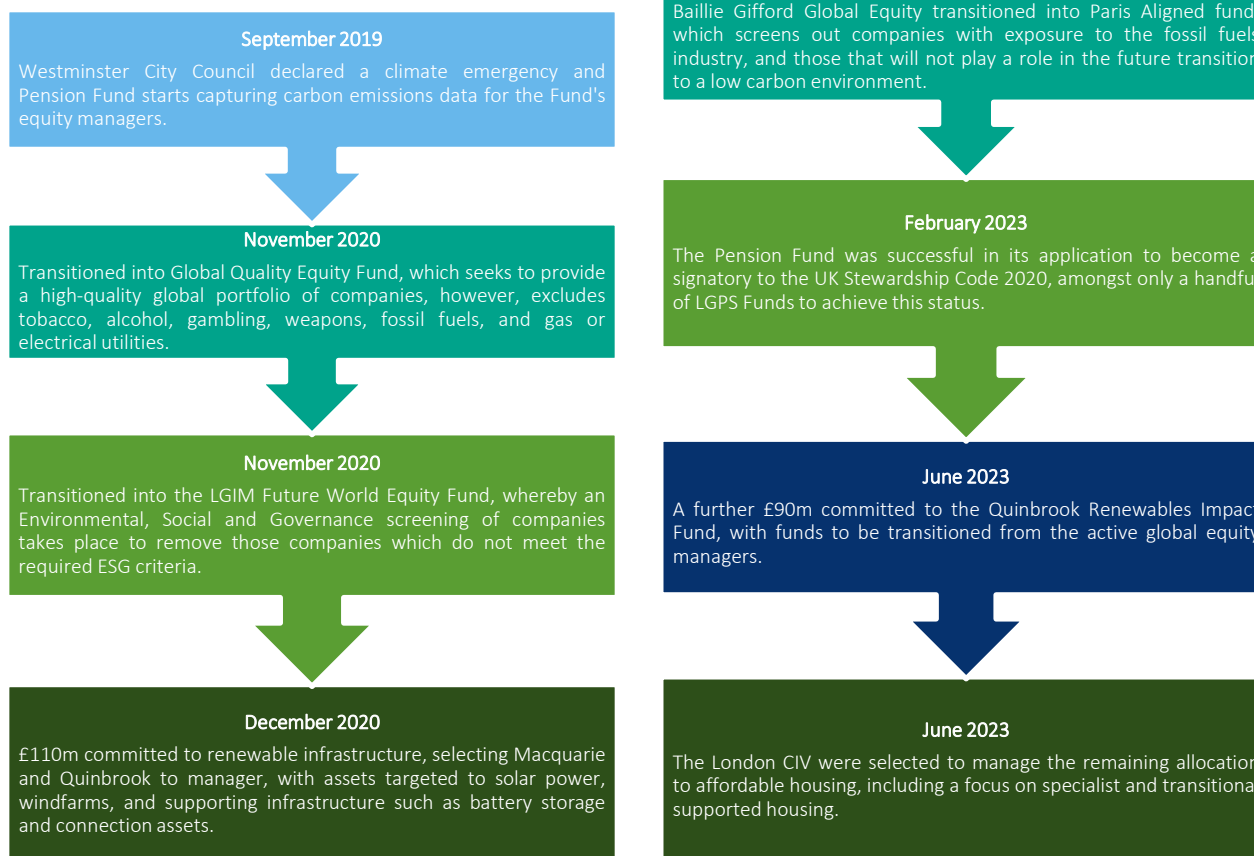 September 2019
Westminster City Council declared a climate emergency and
Pension Fund starts capturing carbon emissions data for the Fund's
equity managers.
November 2020
Transitioned into Global Quality Equity Fund, which seeks to provide
a high-quality global portfolio of companies, however, excludes
tobacco, alcohol, gambling, weapons, fossil fuels, and gas or
electrical utilities.
November 2020
Transitioned into the LGIM Future World Equity Fund, whereby an
Environmental, Social and Governance screening of companies
takes place to remove those companies which do not meet the
required ESG criteria.
December 2020
£110m committed to renewable infrastructure, selecting Macquarie
and Quinbrook to manager, with assets targeted to solar power,
windfarms, and supporting infrastructure such as battery storage
and connection assets.
Baillie Gifford Global Equity transitioned into Paris Aligned fund
which screens out companies with exposure to the fossil fuels
industry, and those that will not play a role in the future transition
to a low carbon environment.
February 2023
The Pension Fund was successful in its application to become a
signatory to the UK Stewardship Code 2020, amongst only a handful
of LGPS Funds to achieve this status.
June 2023
A further £90m committed to the Quinbrook Renewables Impact
Fund, with funds to be transitioned from the active global equity
managers.
June 2023
The London CIV were selected to manage the remaining allocation
to affordable housing, including a focus on specialist and transitional
supported housing.